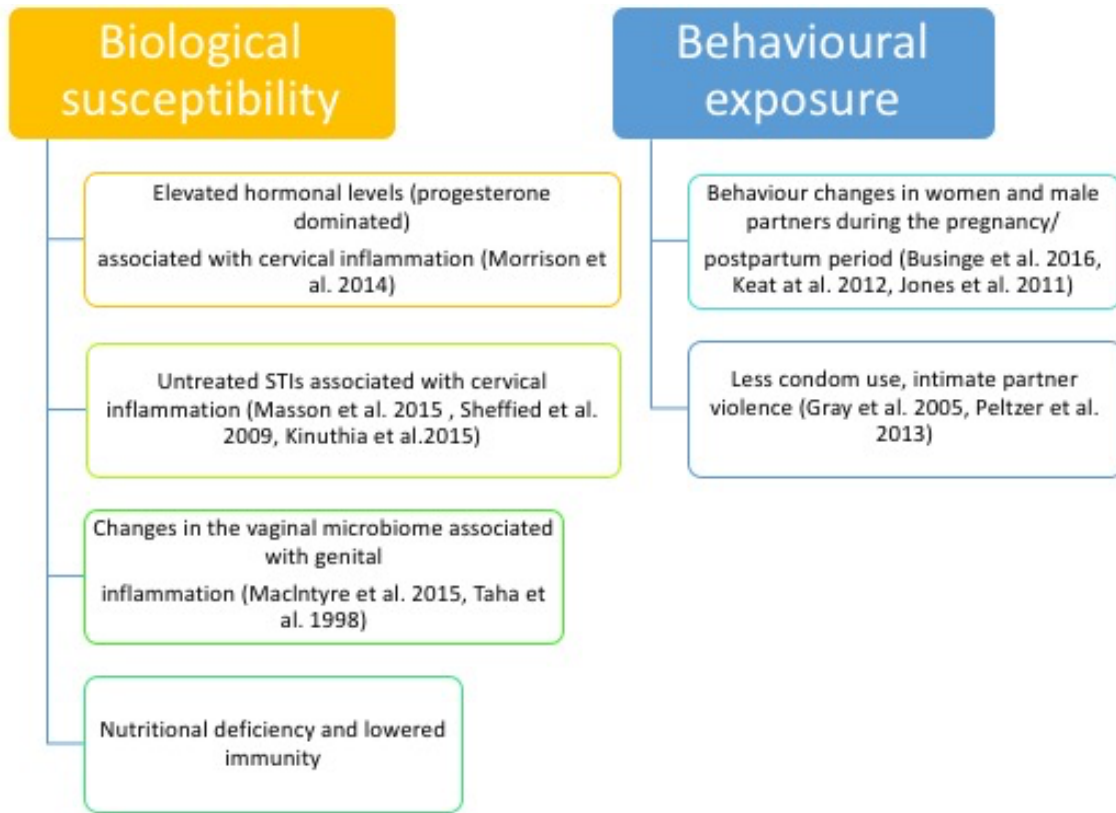 Biological
susceptibility
Elevated hormonal levels (progesterone
dominated)
associated with cervical inflammation (Morrison et
al. 2014)
Untreated STIs associated with cervical
inflammation (Masson et al. 2015 , Sheffied et al.
2009, Kinuthia et al.2015)
Changes in the vaginal microbiome associated
with genital
inflammation (MacIntyre et al. 2015, Taha et
al. 1998)
Nutritional deficiency and lowered
immunity
Behavioural
exposure
Behaviour changes in women and male
partners during the pregnancy/
postpartum period (Businge et al. 2016,
Keat at al. 2012, Jones et al. 2011)
Less condom use, intimate partner
violence (Gray et al. 2005, Peltzer et al.
2013)